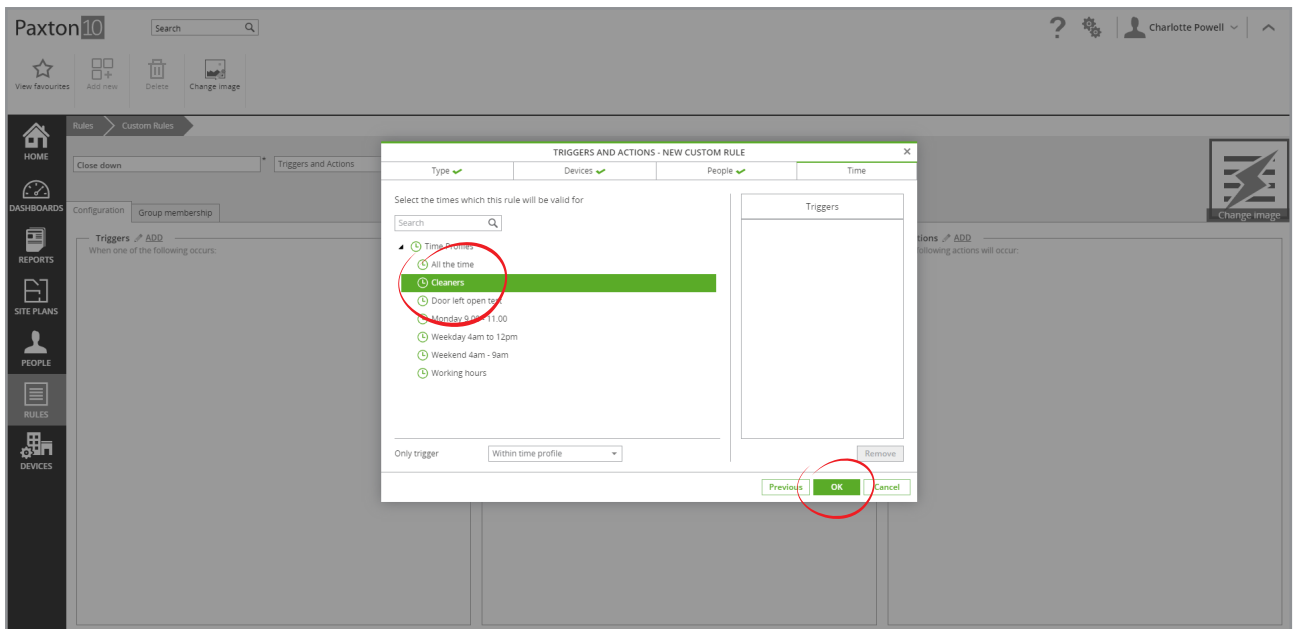 Paxton 10
Search
Charlotte Powell
View favourites
Add new
Delete
Change image
Rules
Custom Rules
HOME
DASHBOARDS
REPORTS
SITE PLANS
PEOPLE
RULES
DEVICES
Close down
*
Triggers and Actions
Change image
Configuration
Group membership
Triggers ADD
When one of the following occurs:
tions ADD
ollowing actions will occur:
TRIGGERS AND ACTIONS - NEW CUSTOM RULE
Type
Devices
People
Time
Select the times which this rule will be valid for
Search
Time Profiles
All the time
Cleaners
Door left open test
Monday 9.00 - 11.00
Weekday 4am to 12pm
Weekend 4am - 9am
Working hours
Only trigger
Within time profile
Triggers
Remove
Previous
OK
Cancel